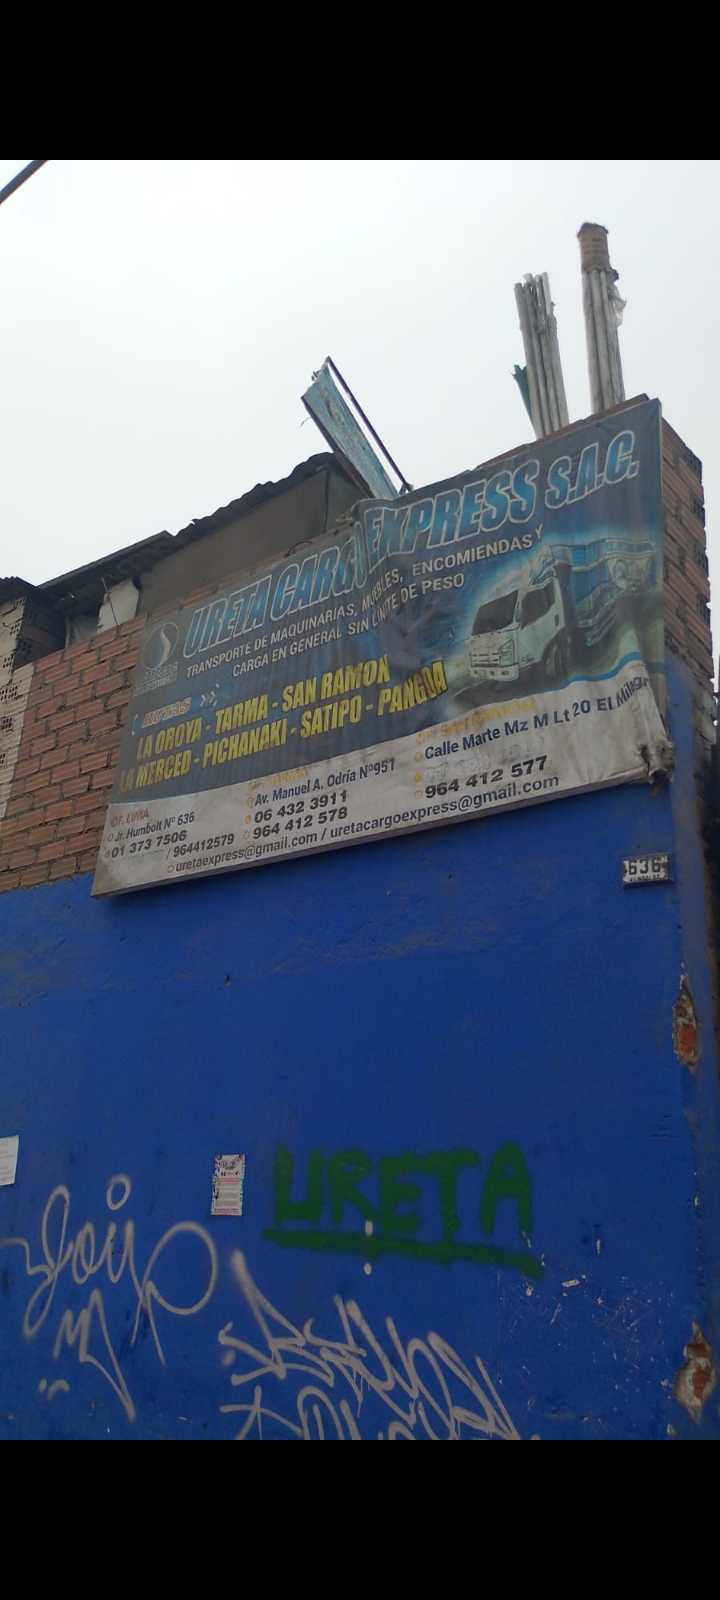 URETA CARGO EXPRESS S.A.C.
TRANSPORTE DE MAQUINARIAS, MUEBLES, ENCOMIENDAS Y
CARGA EN GENERAL SIN LIMITE DE PESO
RUTAS
LA OROYA - TARMA - SAN RAMON
LA MERCED - PICHANAKI - SATIPO - PANGOA
OF. LIMA
Jr. Humbolt Nº 636
01 373 7506
/ 964412579
Av. Manuel A. Odría Nº951
06 432 3911
964 412 578
Calle Marte Mz M Lt 20 El Milagro
964 412 577
uretaexpress@gmail.com / uretacargoexpress@gmail.com
636
URETA